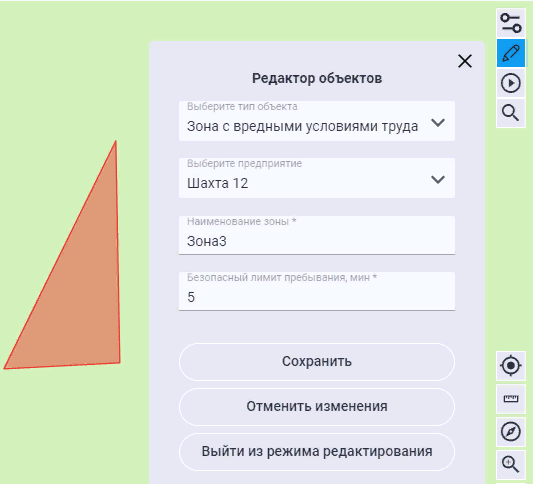 Редактор объектов
Выберите тип объекта
Зона с вредными условиями труда
Выберите предприятие
Шахта 12
Наименование зоны *
Зона3
Безопасный лимит пребывания, мин *
5
Сохранить
Отменить изменения
Выйти из режима редактирования